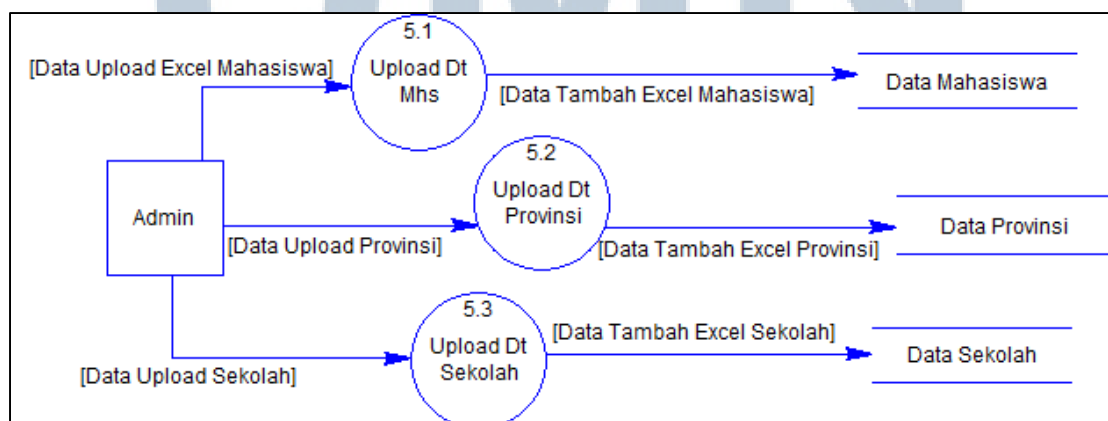 5.1
Upload Dt
Mhs
[Data Upload Excel Mahasiswa]
[Data Tambah Excel Mahasiswa]
Data Mahasiswa
5.2
Upload Dt
Provinsi
Admin
[Data Upload Provinsi]
[Data Tambah Excel Provinsi]
Data Provinsi
5.3
Upload Dt
Sekolah
[Data Upload Sekolah]
[Data Tambah Excel Sekolah]
Data Sekolah